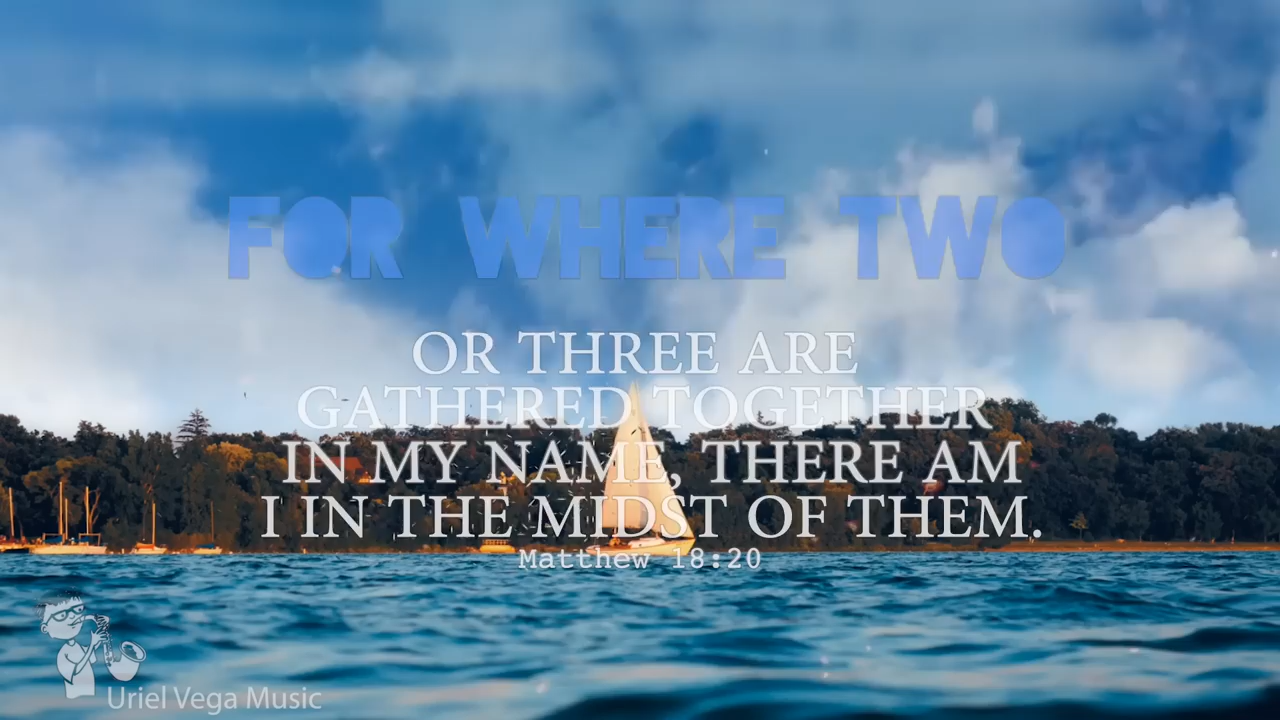 FOR WHERE TWO
OR THREE ARE
GATHERED TOGETHER
IN MY NAME, THERE AM
I IN THE MIDST OF THEM.
Matthew 18:20
Uriel Vega Music